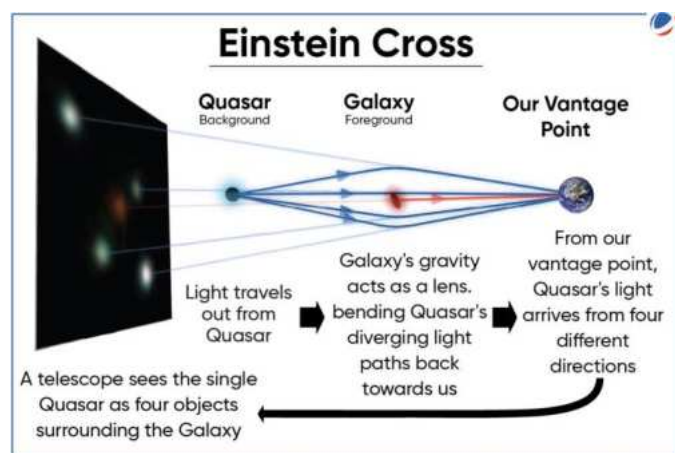 Einstein Cross
Quasar
Background
Galaxy
Foreground
Our Vantage
Point
Light travels
out from
Quasar
Galaxy's gravity
acts as a lens.
bending Quasar's
diverging light
paths back
towards us
From our
vantage point,
Quasar's light
arrives from four
different
directions
A telescope sees the single
Quasar as four objects
surrounding the Galaxy